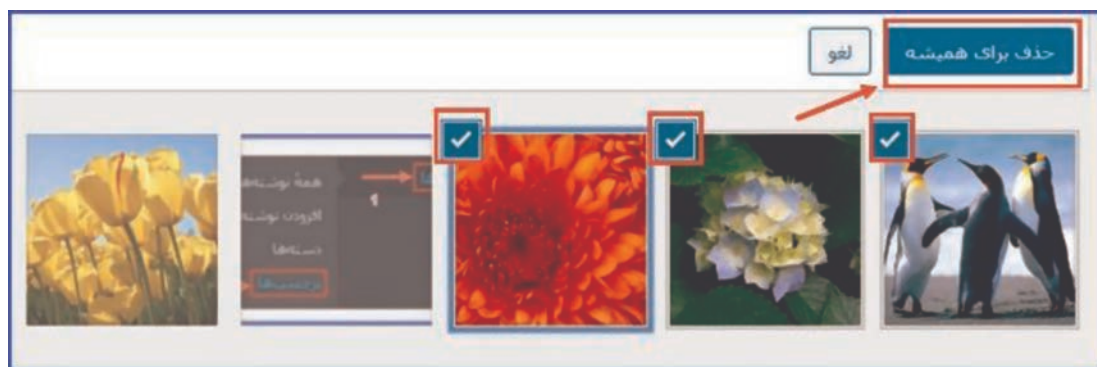 حذف برای همیشه
لغو
همهٔ نوشته‌ها
افزودن نوشته
دسته‌ها
برچسب‌ها